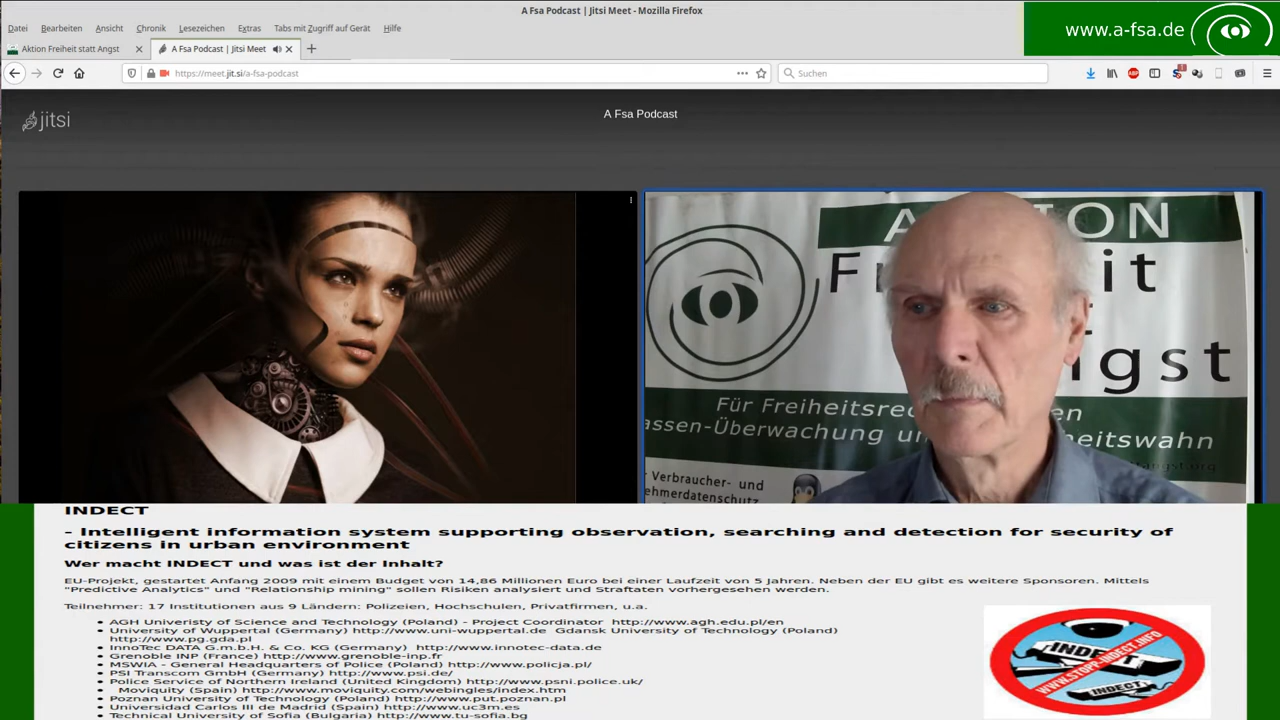 A Fsa Podcast | Jitsi Meet - Mozilla Firefox
www.a-fsa.de
Datei Bearbeiten Ansicht Chronik Lesezeichen Extras Tabs mit Zugriff auf Gerät Hilfe
Aktion Freiheit statt Angst
A Fsa Podcast | Jitsi Meet
https://meet.jit.si/a-fsa-podcast
Suchen
ABP
jitsi
A Fsa Podcast
A TON
F it
ngst
Für Freiheitsre en
assen-Überwachung un heitswahn
r Verbraucher- und
ehmerdatenschutz
INDECT
- Intelligent information system supporting observation, searching and detection for security of
citizens in urban environment
Wer macht INDECT und was ist der Inhalt?
EU-Projekt, gestartet Anfang 2009 mit einem Budget von 14,86 Millionen Euro bei einer Laufzeit von 5 Jahren. Neben der EU gibt es weitere Sponsoren. Mittels
"Predictive Analytics" und "Relationship mining" sollen Risiken analysiert und Straftaten vorhergesehen werden.
Teilnehmer: 17 Institutionen aus 9 Ländern: Polizeien, Hochschulen, Privatfirmen, u.a.
• AGH Univeristy of Science and Technology (Poland) - Project Coordinator http://www.agh.edu.pl/en
• University of Wuppertal (Germany) http://www.uni-wuppertal.de Gdansk University of Technology (Poland)
http://www.pg.gda.pl
• InnoTec DATA G.m.b.H. & Co. KG (Germany) http://www.innotec-data.de
• Grenoble INP (France) http://www.grenoble-inp.fr
• MSWIA - General Headquarters of Police (Poland) http://www.policja.pl/
• PSI Transcom GmbH (Germany) http://www.psi.de/
• Police Service of Northern Ireland (United Kingdom) http://www.psni.police.uk/
• Moviquity (Spain) http://www.moviquity.com/webingles/index.htm
• Poznan University of Technology (Poland) http://www.put.poznan.pl
• Universidad Carlos III de Madrid (Spain) http://www.uc3m.es
• Technical University of Sofia (Bulgaria) http://www.tu-sofia.bg
INDECT
WWW.STOPP-INDECT.INFO
INDECT